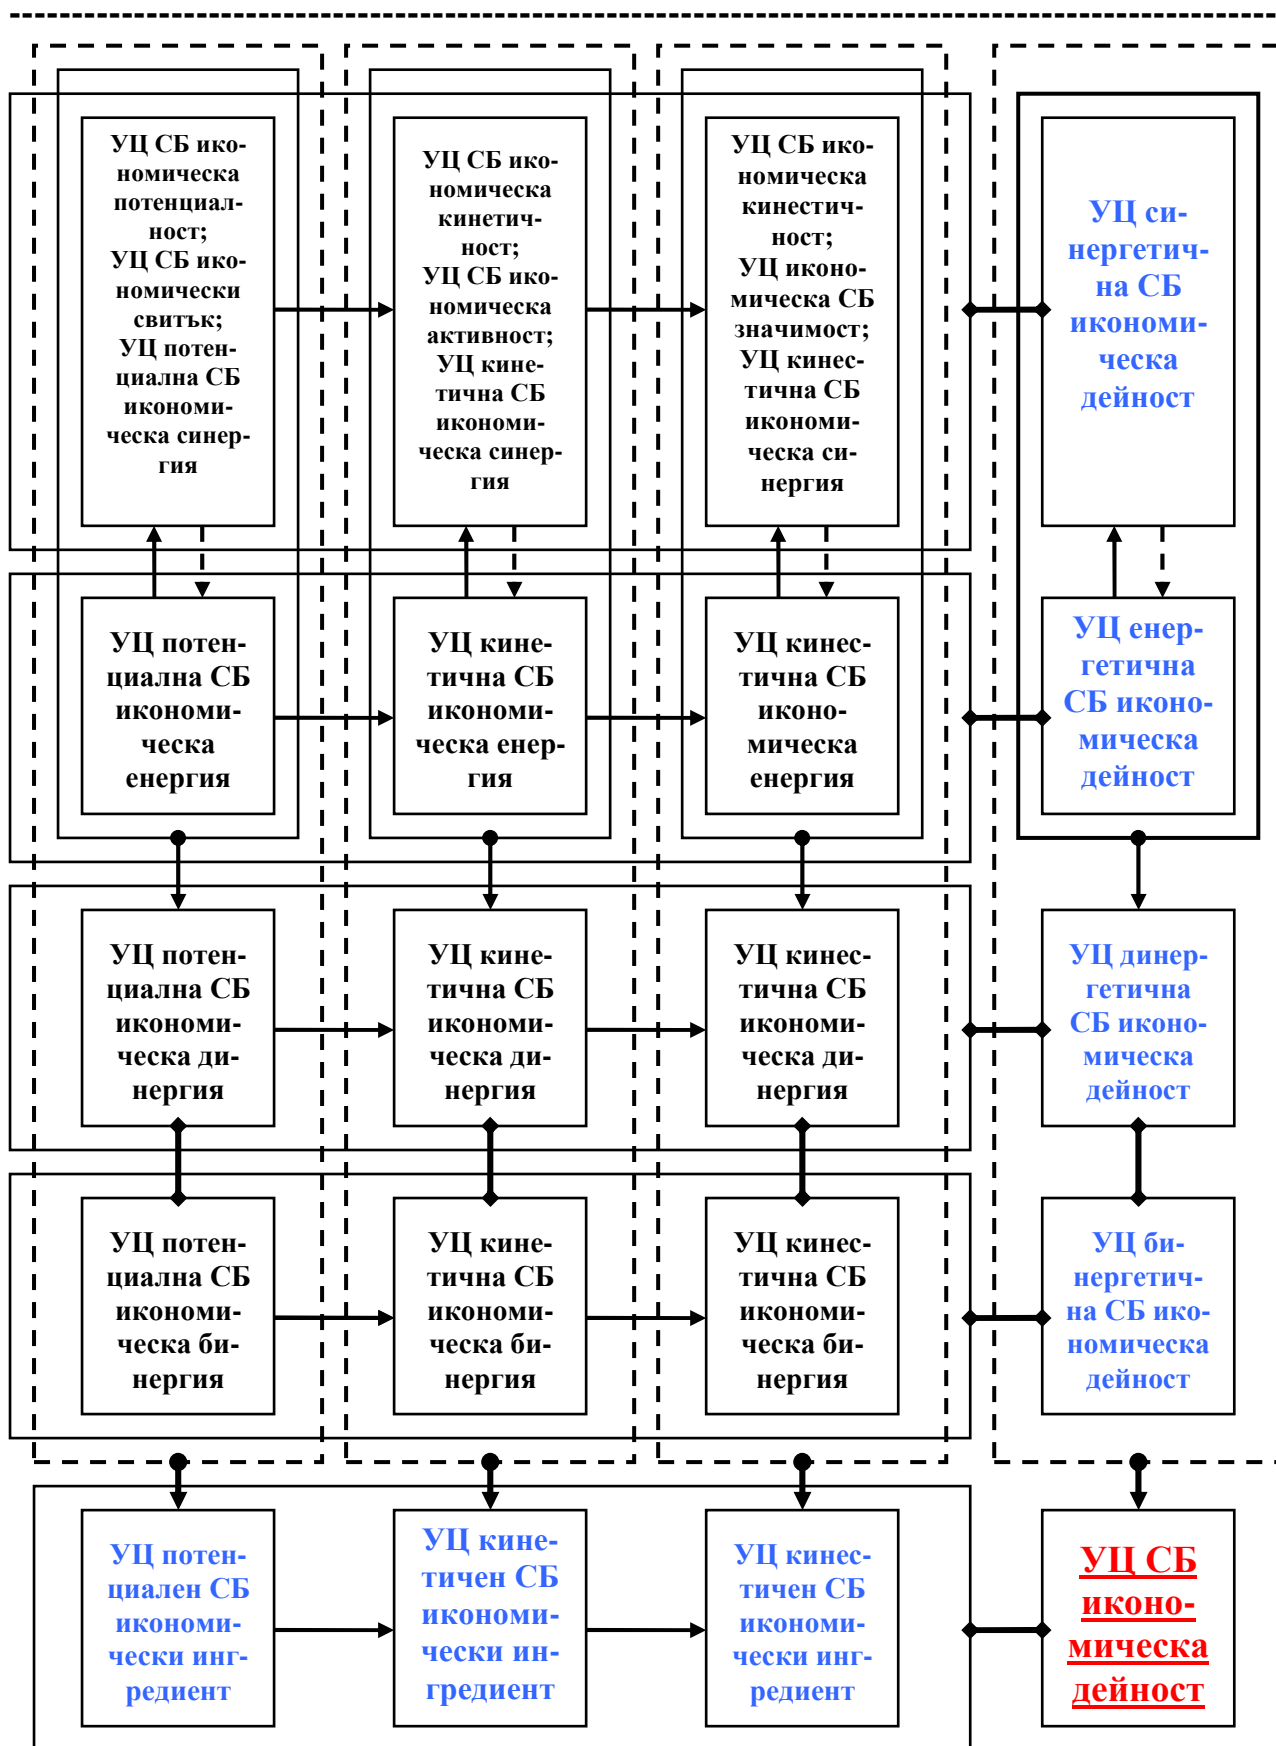 УЦ СБ ико-
номическа
потенциал-
ност;
УЦ СБ ико-
номически
свитък;
УЦ потен-
циална СБ
икономи-
ческа синер-
гия
УЦ СБ ико-
номическа
кинетич-
ност;
УЦ СБ ико-
номическа
активност;
УЦ кине-
тична СБ
икономи-
ческа синер-
гия
УЦ СБ ико-
номическа
кинестич-
ност;
УЦ иконо-
мическа СБ
значимост;
УЦ кинес-
тична СБ
икономи-
ческа си-
нергия
УЦ си-
нергетич-
на СБ
икономи-
ческа
дейност
УЦ потен-
циална СБ
икономи-
ческа
енергия
УЦ кине-
тична СБ
икономи-
ческа енер-
гия
УЦ кинес-
тична СБ
иконо-
мическа
енергия
УЦ енер-
гетична
СБ иконо-
мическа
дейност
УЦ потен-
циална СБ
икономи-
ческа ди-
нергия
УЦ кине-
тична СБ
икономи-
ческа ди-
нергия
УЦ кинес-
тична СБ
икономи-
ческа ди-
нергия
УЦ динер-
гетична
СБ иконо-
мическа
дейност
УЦ потен-
циална СБ
икономи-
ческа би-
нергия
УЦ кине-
тична СБ
икономи-
ческа би-
нергия
УЦ кинес-
тична СБ
икономи-
ческа би-
нергия
УЦ би-
нергетич-
на СБ ико-
номическа
дейност
УЦ потен-
циален СБ
икономи-
чески инг-
редиент
УЦ кине-
тичен СБ
икономи-
чески ин-
гредиент
УЦ кинес-
тичен СБ
икономи-
чески инг-
редиент
УЦ СБ
иконо-
мическа
дейност